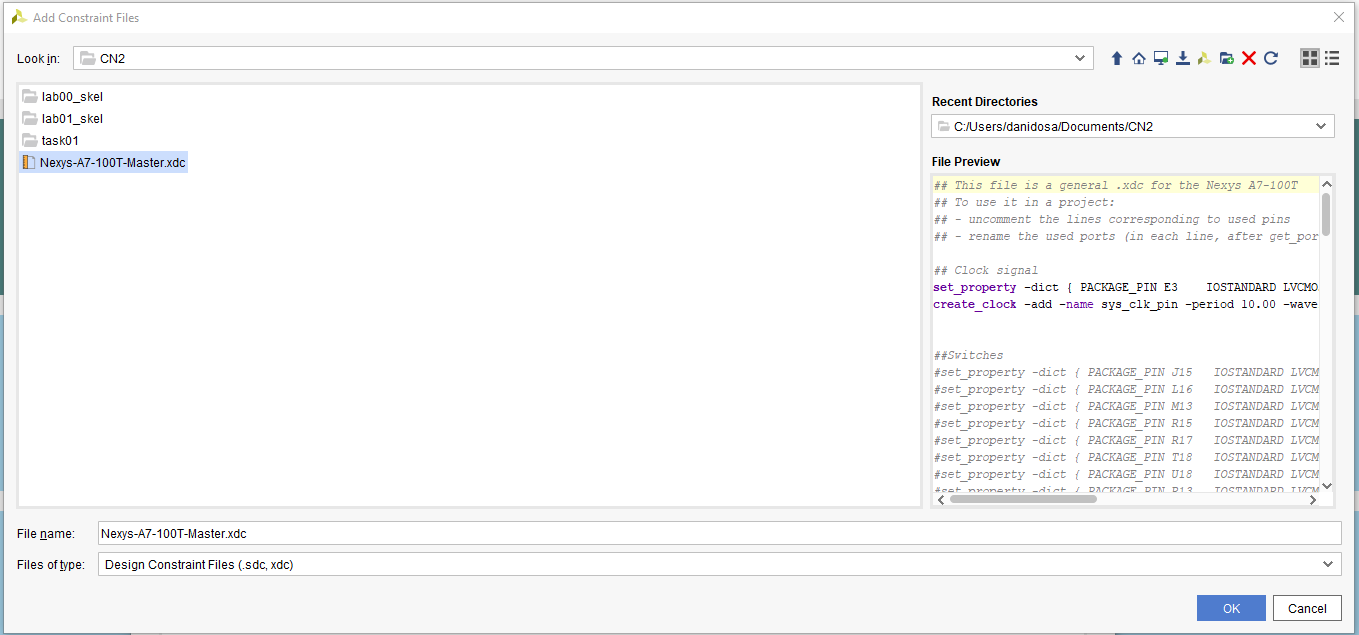 Add Constraint Files
Look in:
CN2
lab00_skel
lab01_skel
task01
Nexys-A7-100T-Master.xdc
Recent Directories
C:/Users/danidosa/Documents/CN2
File Preview
## This file is a general .xdc for the Nexys A7-100T
## To use it in a project:
## - uncomment the lines corresponding to used pins
## - rename the used ports (in each line, after get_por
## Clock signal
set_property -dict { PACKAGE_PIN E3    IOSTANDARD LVCMO
create_clock -add -name sys_clk_pin -period 10.00 -wave
##Switches
#set_property -dict { PACKAGE_PIN J15   IOSTANDARD LVCM
#set_property -dict { PACKAGE_PIN L16   IOSTANDARD LVCM
#set_property -dict { PACKAGE_PIN M13   IOSTANDARD LVCM
#set_property -dict { PACKAGE_PIN R15   IOSTANDARD LVCM
#set_property -dict { PACKAGE_PIN R17   IOSTANDARD LVCM
#set_property -dict { PACKAGE_PIN T18   IOSTANDARD LVCM
#set_property -dict { PACKAGE_PIN U18   IOSTANDARD LVCM
#set_property -dict { PACKAGE_PIN R13   IOSTANDARD LVCM
File name:
Nexys-A7-100T-Master.xdc
Files of type:
Design Constraint Files (.sdc, xdc)
OK
Cancel